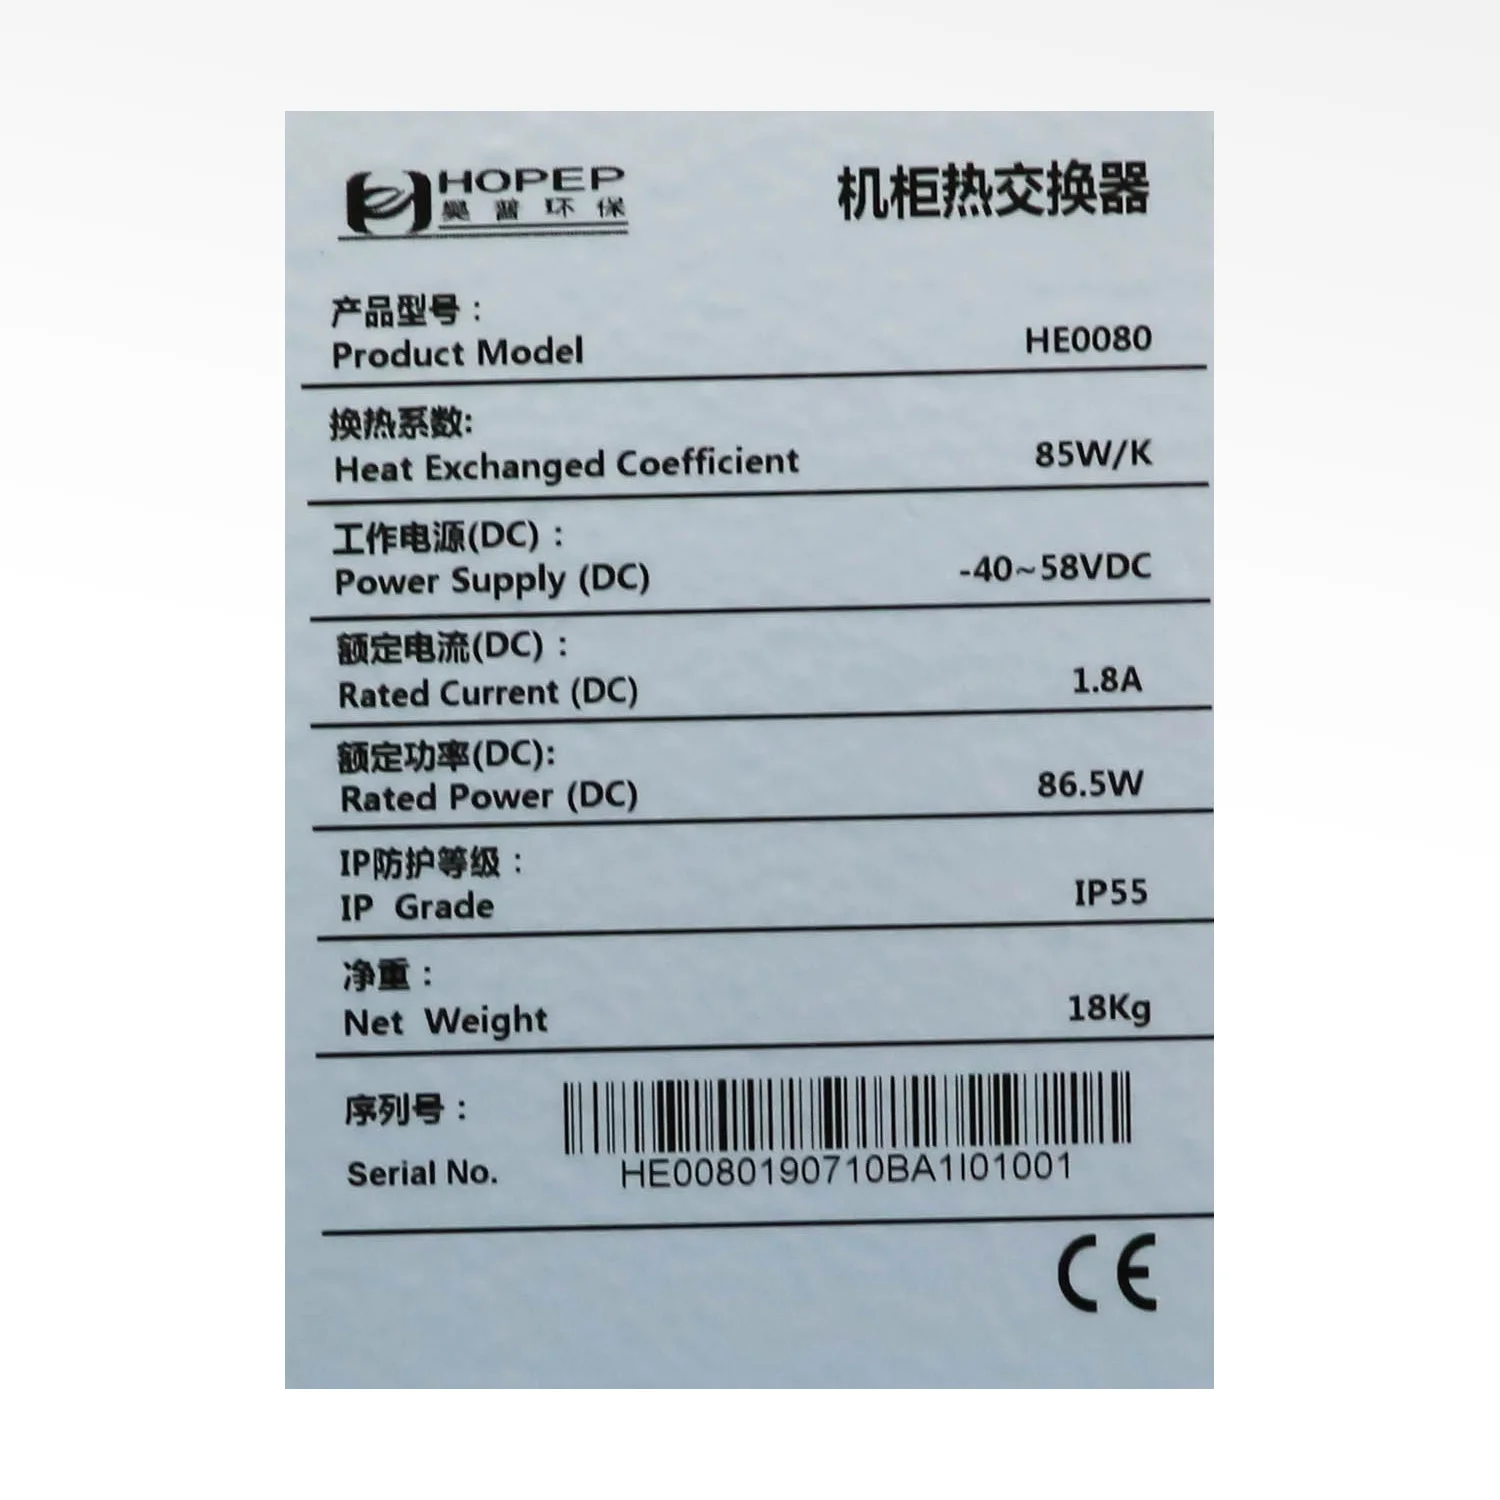 HOPEP
昊普环保
机柜热交换器
产品型号：
Product Model
HE0080
换热系数:
Heat Exchanged Coefficient
85W/K
工作电源(DC)：
Power Supply (DC)
-40~58VDC
额定电流(DC)：
Rated Current (DC)
1.8A
额定功率(DC):
Rated Power (DC)
86.5W
IP防护等级：
IP Grade
IP55
净重：
Net Weight
18Kg
序列号：
Serial No.
HE0080190710BA1I01001
CE